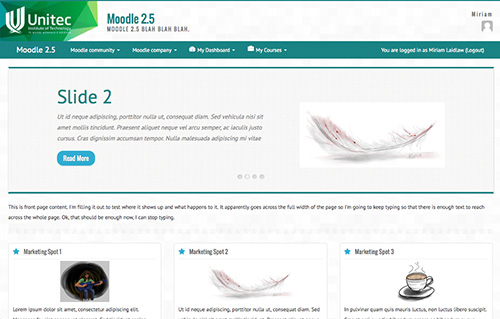 Unitec
Institute of Technology
Moodle 2.5
MOODLE 2.5 BLAH BLAH BLAH.
Miriam
Moodle 2.5 Moodle community Moodle company My Dashboard My Courses You are logged in as Miriam Laidlaw (Logout)
Slide 2
Ut id neque adipiscing, porttitor nulla ut, consequat diam. Sed vehicula nisi sit
amet mollis tincidunt. Praesent aliquet neque vel arcu semper, ac iaculis justo
cursus. Cras dignissim accumsan tempor. Nulla malesuada adipiscing mi vitae
Read More
This is front page content. I'm filling it out to test where it shows up and what happens to it. It apparently goes across the full width of the page so I'm going to keep typing so that there is enough text to reach
across the whole page. Ok, that should be enough now, I can stop typing.
Marketing Spot 1
Lorem ipsum dolor sit amet, consectetur adipiscing elit.
Marketing Spot 2
Ut id neque adipiscing, porttitor nulla ut, consequat
Marketing Spot 3
In pulvinar quam quis mauris luctus, non luctus libero suscipit.